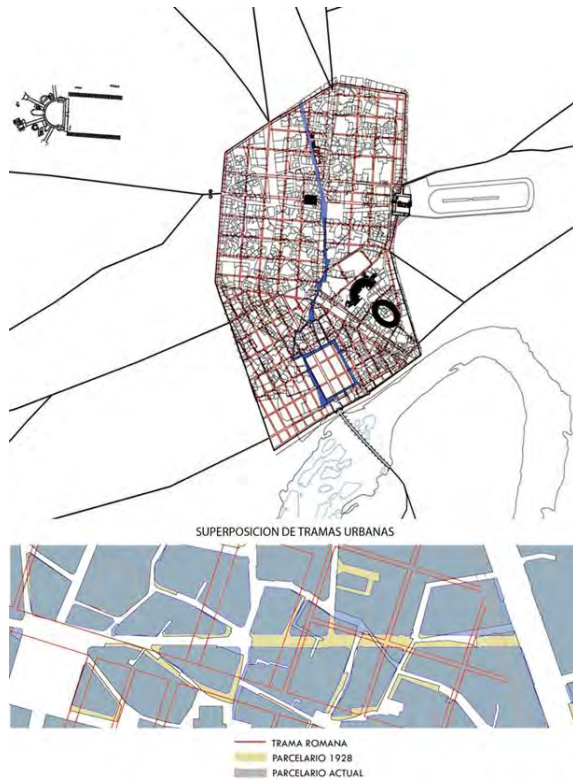 SUPERPOSICION DE TRAMAS URBANAS
TRAMA ROMANA
PARCELARIO 1928
PARCELARIO ACTUAL